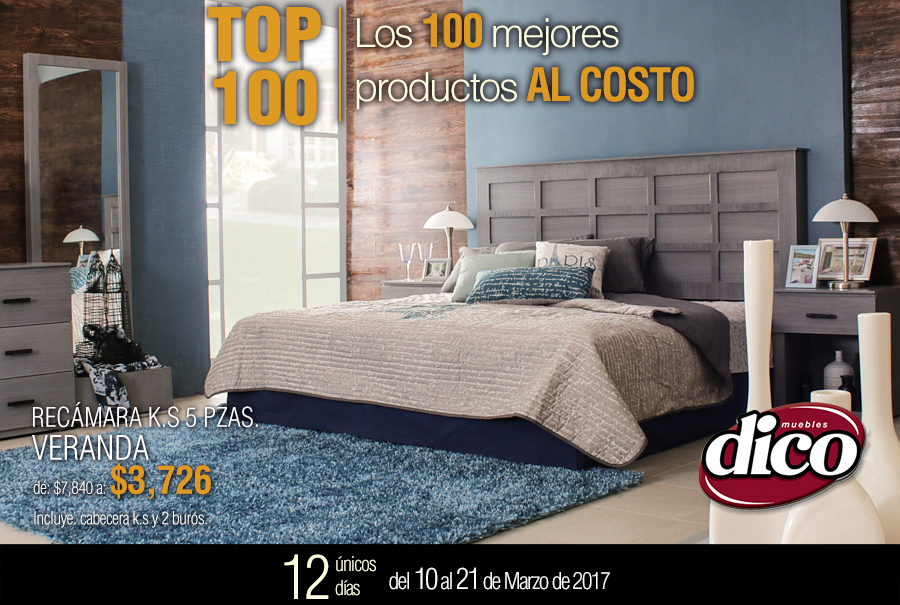 TOP
100
Los 100 mejores
productos AL COSTO
PARIS
RECÁMARA K.S 5 PZAS.
VERANDA
de: $7,840 a: $3,726
Incluye. cabecera k.s y 2 burós.
muebles
dico
12 únicos
días
del 10 al 21 de Marzo de 2017